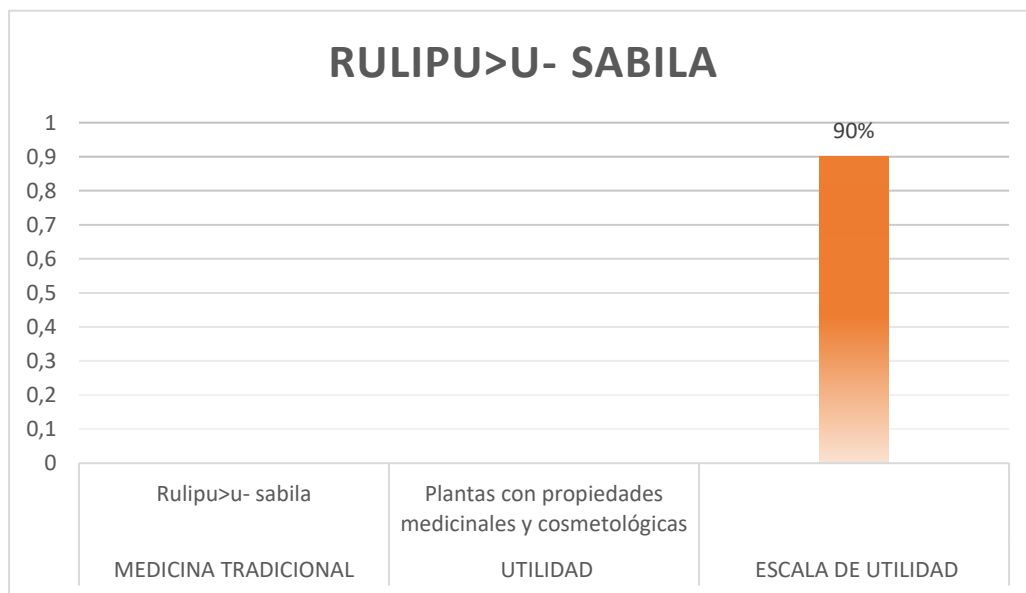 RULIPU>U- SABILA
1
90%
0,9
0,8
0,7
0,6
0,5
0,4
0,3
0,2
0,1
0
Rulipu>u- sabila
Plantas con propiedades
medicinales y cosmetológicas
MEDICINA TRADICIONAL
UTILIDAD
ESCALA DE UTILIDAD